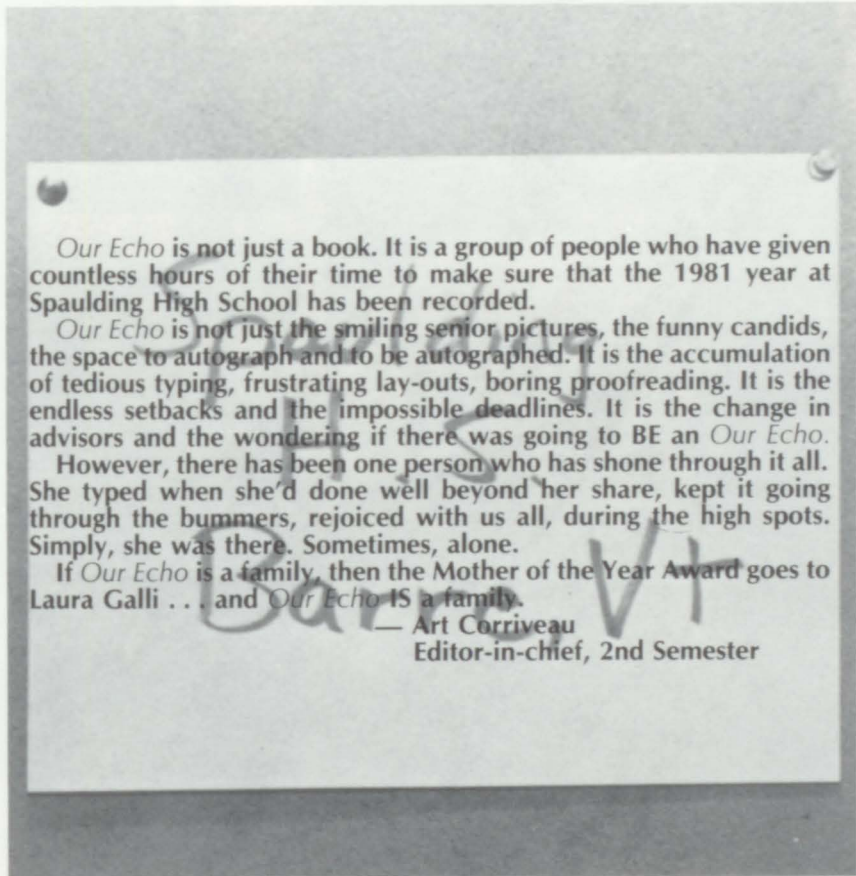 Our Echo is not just a book. It is a group of people who have given
countless hours of their time to make sure that the 1981 year at
Spaulding High School has been recorded.
Our Echo is not just the smiling senior pictures, the funny candids,
the space to autograph and to be autographed. It is the accumulation
of tedious typing, frustrating lay-outs, boring proofreading. It is the
endless setbacks and the impossible deadlines. It is the change in
advisors and the wondering if there was going to BE an Our Echo.
However, there has been one person who has shone through it all.
She typed when she'd done well beyond her share, kept it going
through the bummers, rejoiced with us all, during the high spots.
Simply, she was there. Sometimes, alone.
If Our Echo is a family, then the Mother of the Year Award goes to
Laura Galli . . . and Our Echo IS a family.
— Art Corriveau
Editor-in-chief, 2nd Semester
Spaulding
H.S.
Barre, Vt